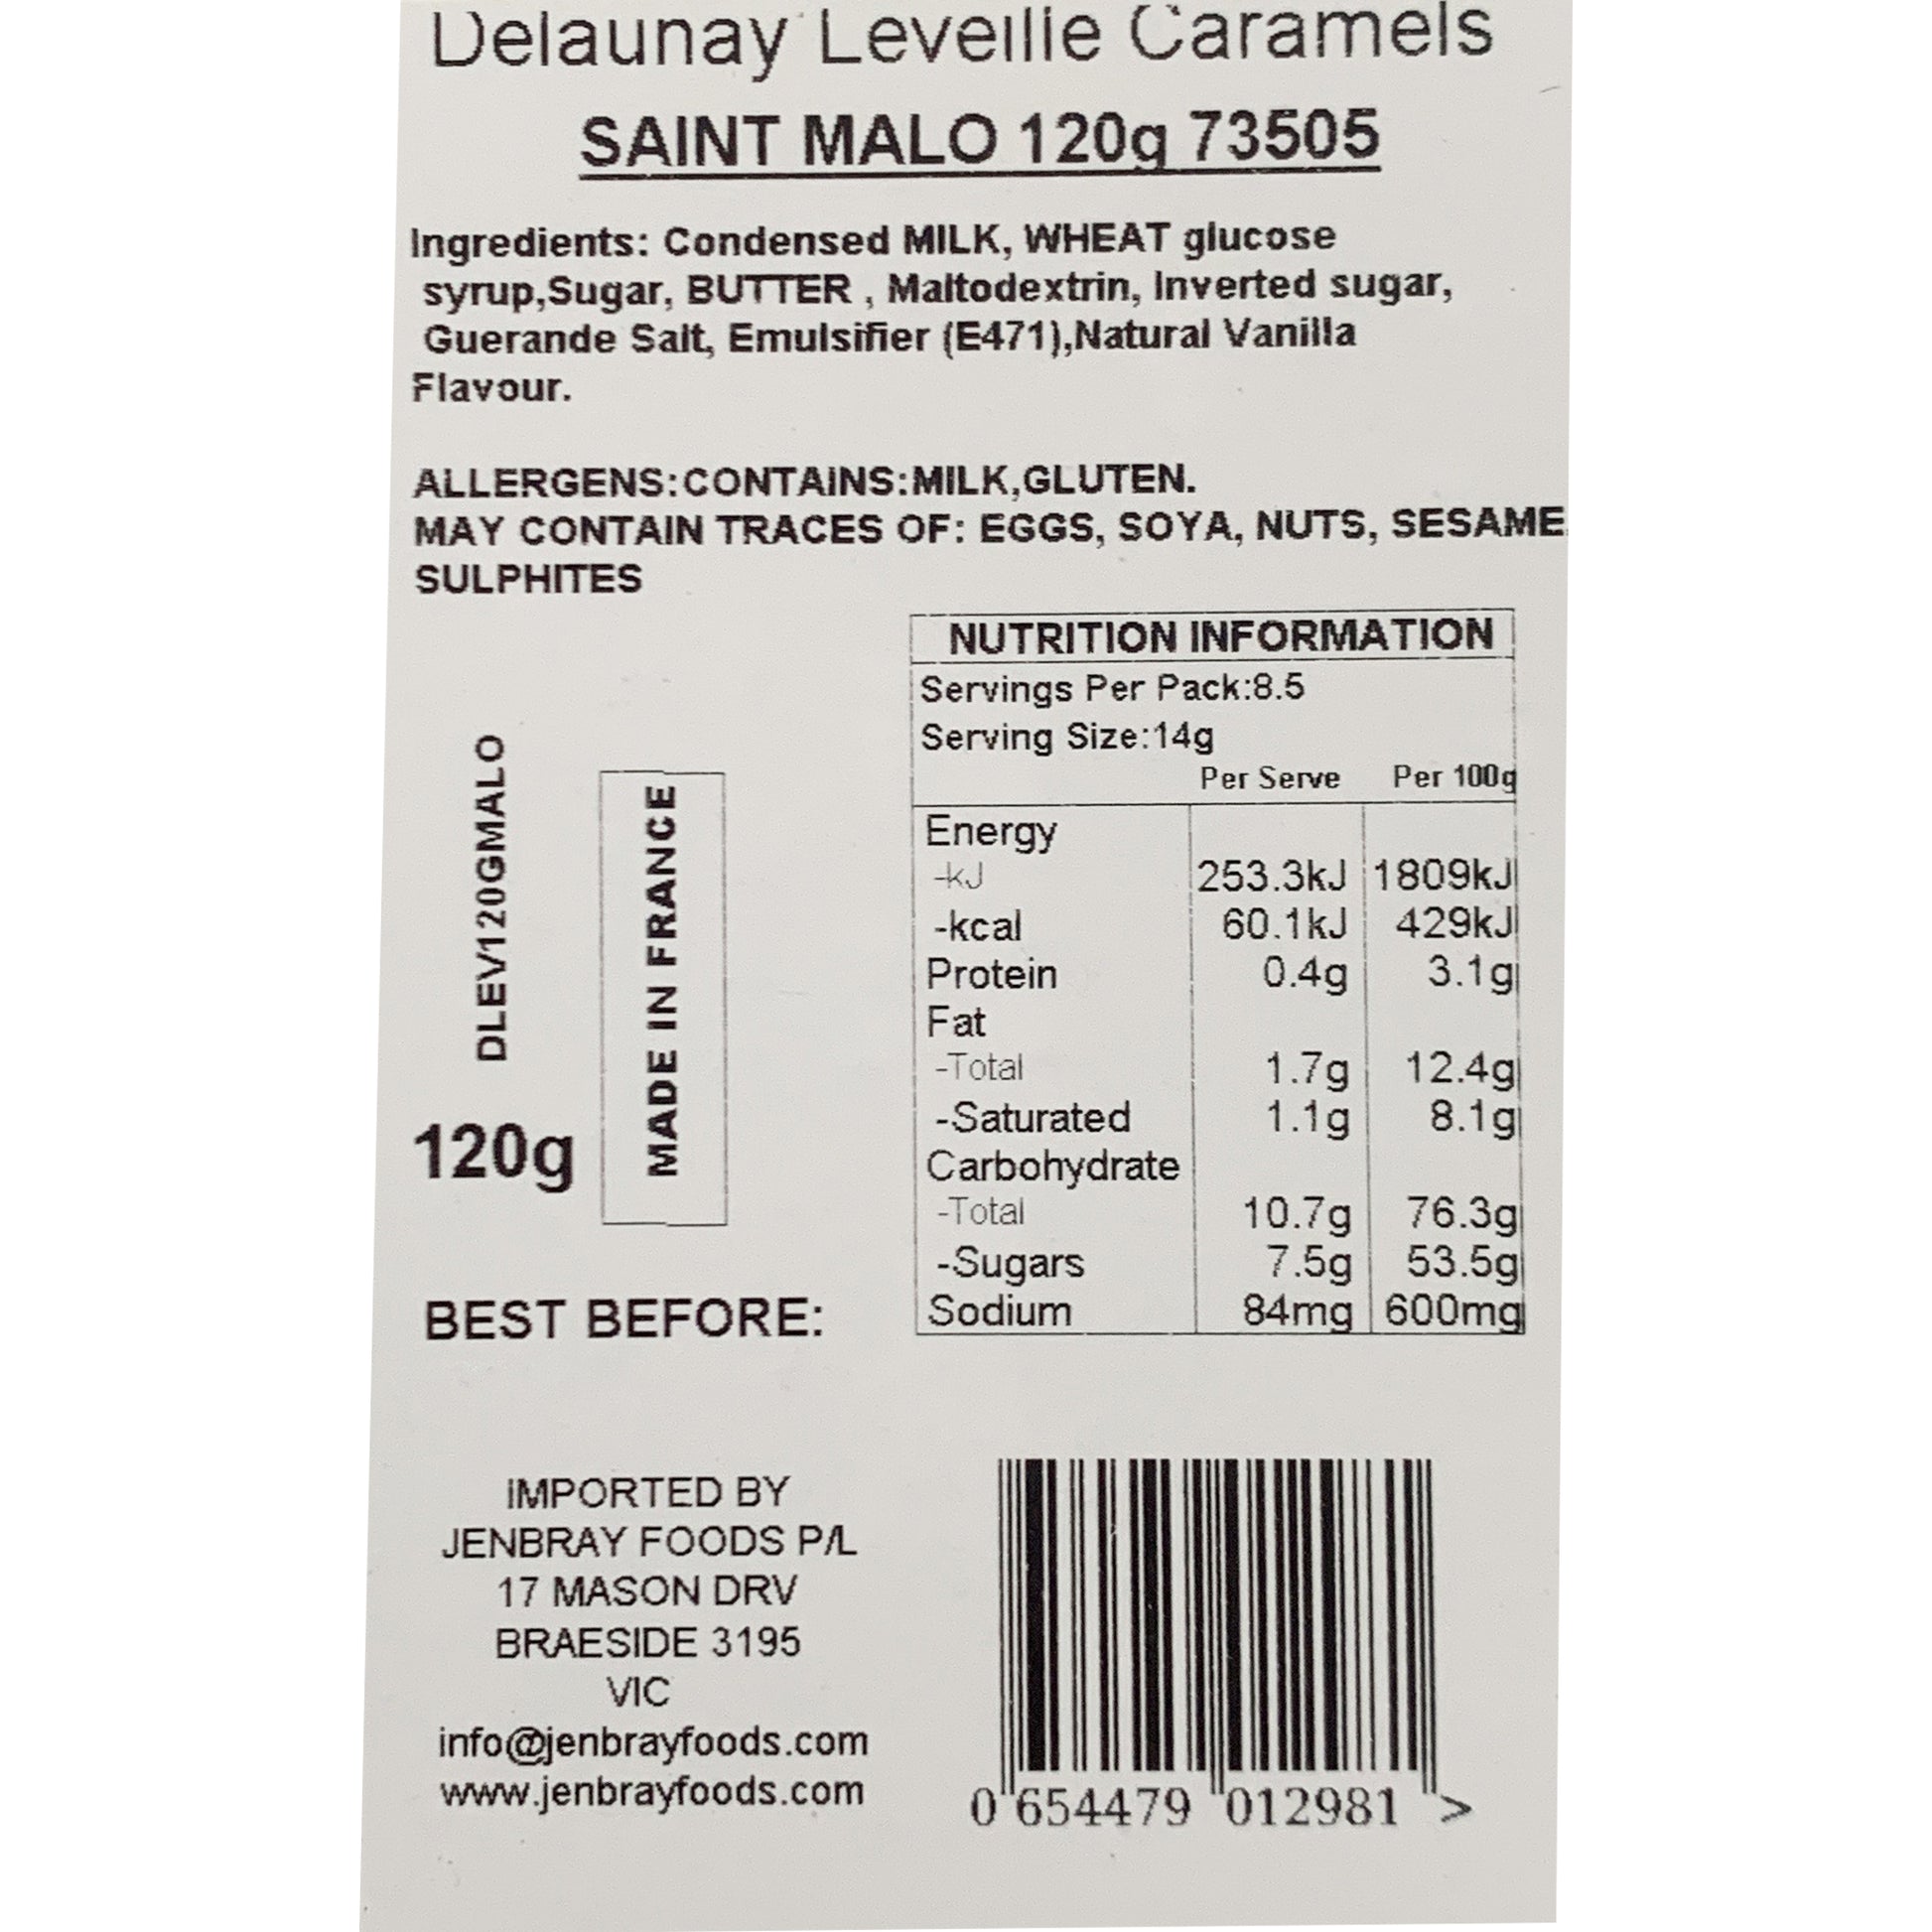 Delaunay Leveille Caramels
SAINT MALO 120g 73505
Ingredients: Condensed MILK, WHEAT glucose
syrup,Sugar, BUTTER , Maltodextrin, Inverted sugar,
Guerande Salt, Emulsifier (E471),Natural Vanilla
Flavour.
ALLERGENS:CONTAINS:MILK,GLUTEN.
MAY CONTAIN TRACES OF: EGGS, SOYA, NUTS, SESAME
SULPHITES
DLEV120GMALO
MADE IN FRANCE
120g
BEST BEFORE:
NUTRITION INFORMATION
Servings Per Pack:8.5
Serving Size:14g
Per Serve Per 100g
Energy
-kJ 253.3kJ 1809kJ
-kcal 60.1kJ 429kJ
Protein 0.4g 3.1g
Fat
-Total 1.7g 12.4g
-Saturated 1.1g 8.1g
Carbohydrate
-Total 10.7g 76.3g
-Sugars 7.5g 53.5g
Sodium 84mg 600mg
IMPORTED BY
JENBRAY FOODS P/L
17 MASON DRV
BRAESIDE 3195
VIC
info@jenbrayfoods.com
www.jenbrayfoods.com
0"654479"012981">